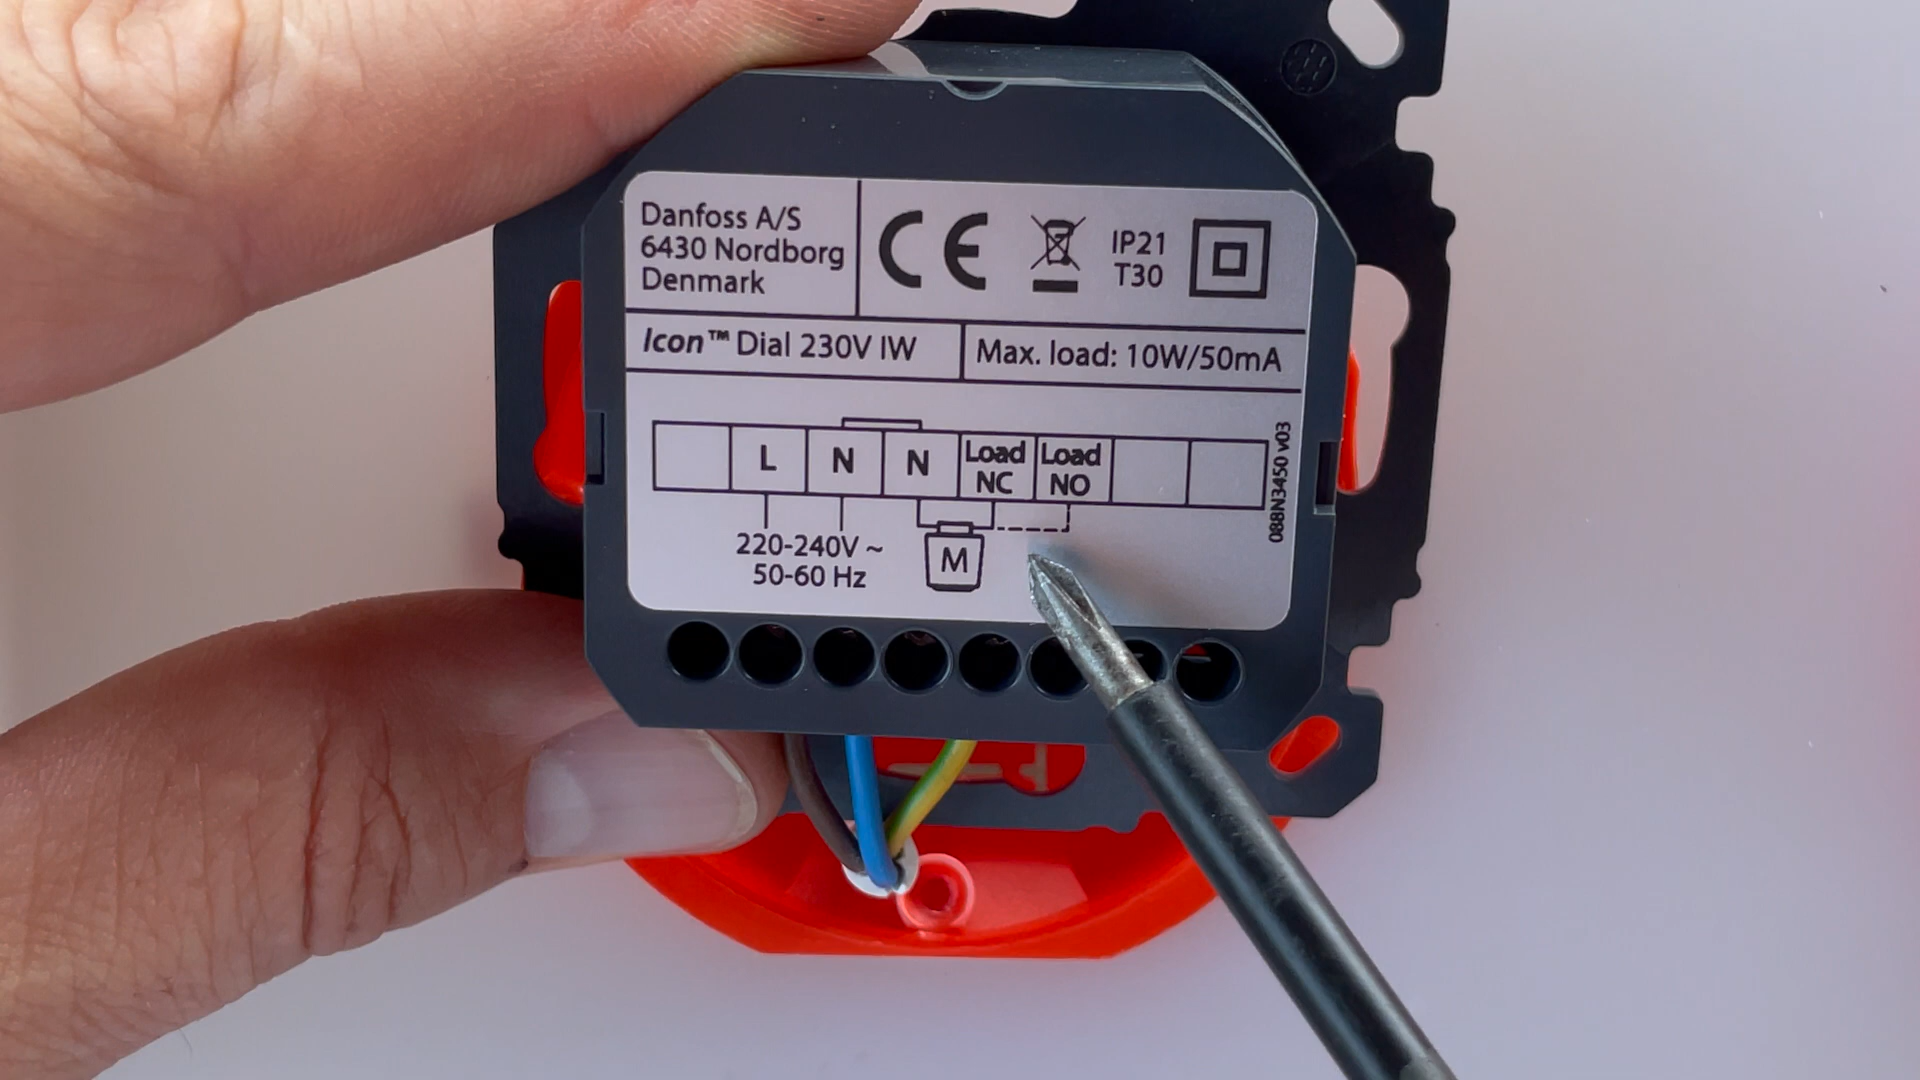 Danfoss A/S
6430 Nordborg
Denmark
CE
IP21
T30
Icon™ Dial 230V IW
Max. load: 10W/50mA
L N N Load NC Load NO
220-240V ~
50-60 Hz
M
088N3450 v03